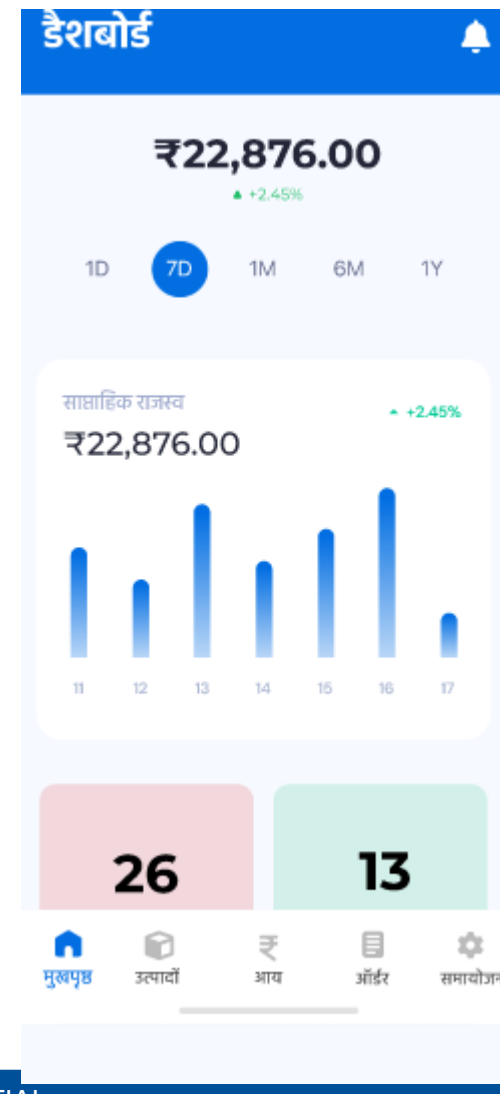 डैशबोर्ड
₹22,876.00
▲ +2.45%
1D 7D 1M 6M 1Y
साप्ताहिक राजस्व
+2.45%
₹22,876.00
11 12 13 14 15 16 17
26 13
मुखपृष्ठ उत्पादों आय ऑर्डर समायोजन